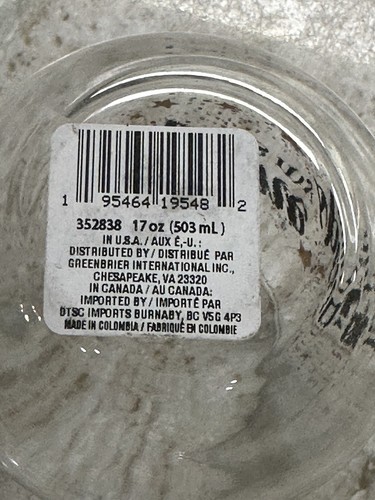 1 95464 19548 2
352838 17 oz (503 mL)
IN U.S.A. / AUX É.-U. :
DISTRIBUTED BY / DISTRIBUÉ PAR
GREENBRIER INTERNATIONAL INC.,
CHESAPEAKE, VA 23320
IN CANADA / AU CANADA:
IMPORTED BY / IMPORTÉ PAR
DTSC IMPORTS BURNABY, BC V5G 4P3
MADE IN COLOMBIA / FABRIQUÉ EN COLOMBIE